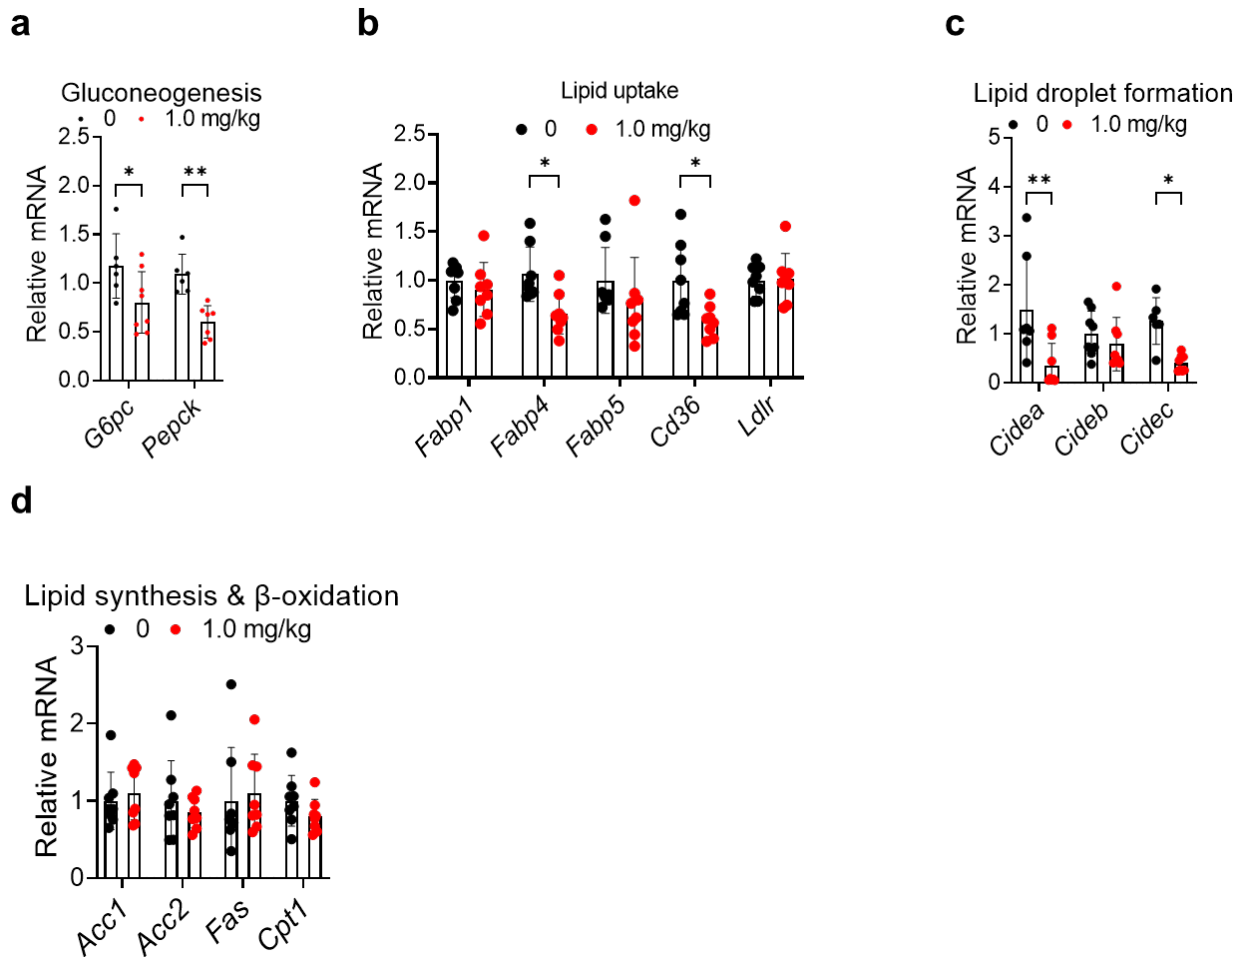 a
Gluconeogenesis
0 1.0 mg/kg
Relative mRNA
2.5
2.0
1.5
1.0
0.5
0.0
* **
G6pc Pepck
b
Lipid uptake
0 1.0 mg/kg
Relative mRNA
2.5
2.0
1.5
1.0
0.5
0.0
* *
Fabp1 Fabp4 Fabp5 Cd36 Ldlr
c
Lipid droplet formation
0 1.0 mg/kg
Relative mRNA
5
4
3
2
1
0
** *
Cidea Cideb Cidec
d
Lipid synthesis & β-oxidation
0 1.0 mg/kg
Relative mRNA
3
2
1
0
Acc1 Acc2 Fas Cpt1